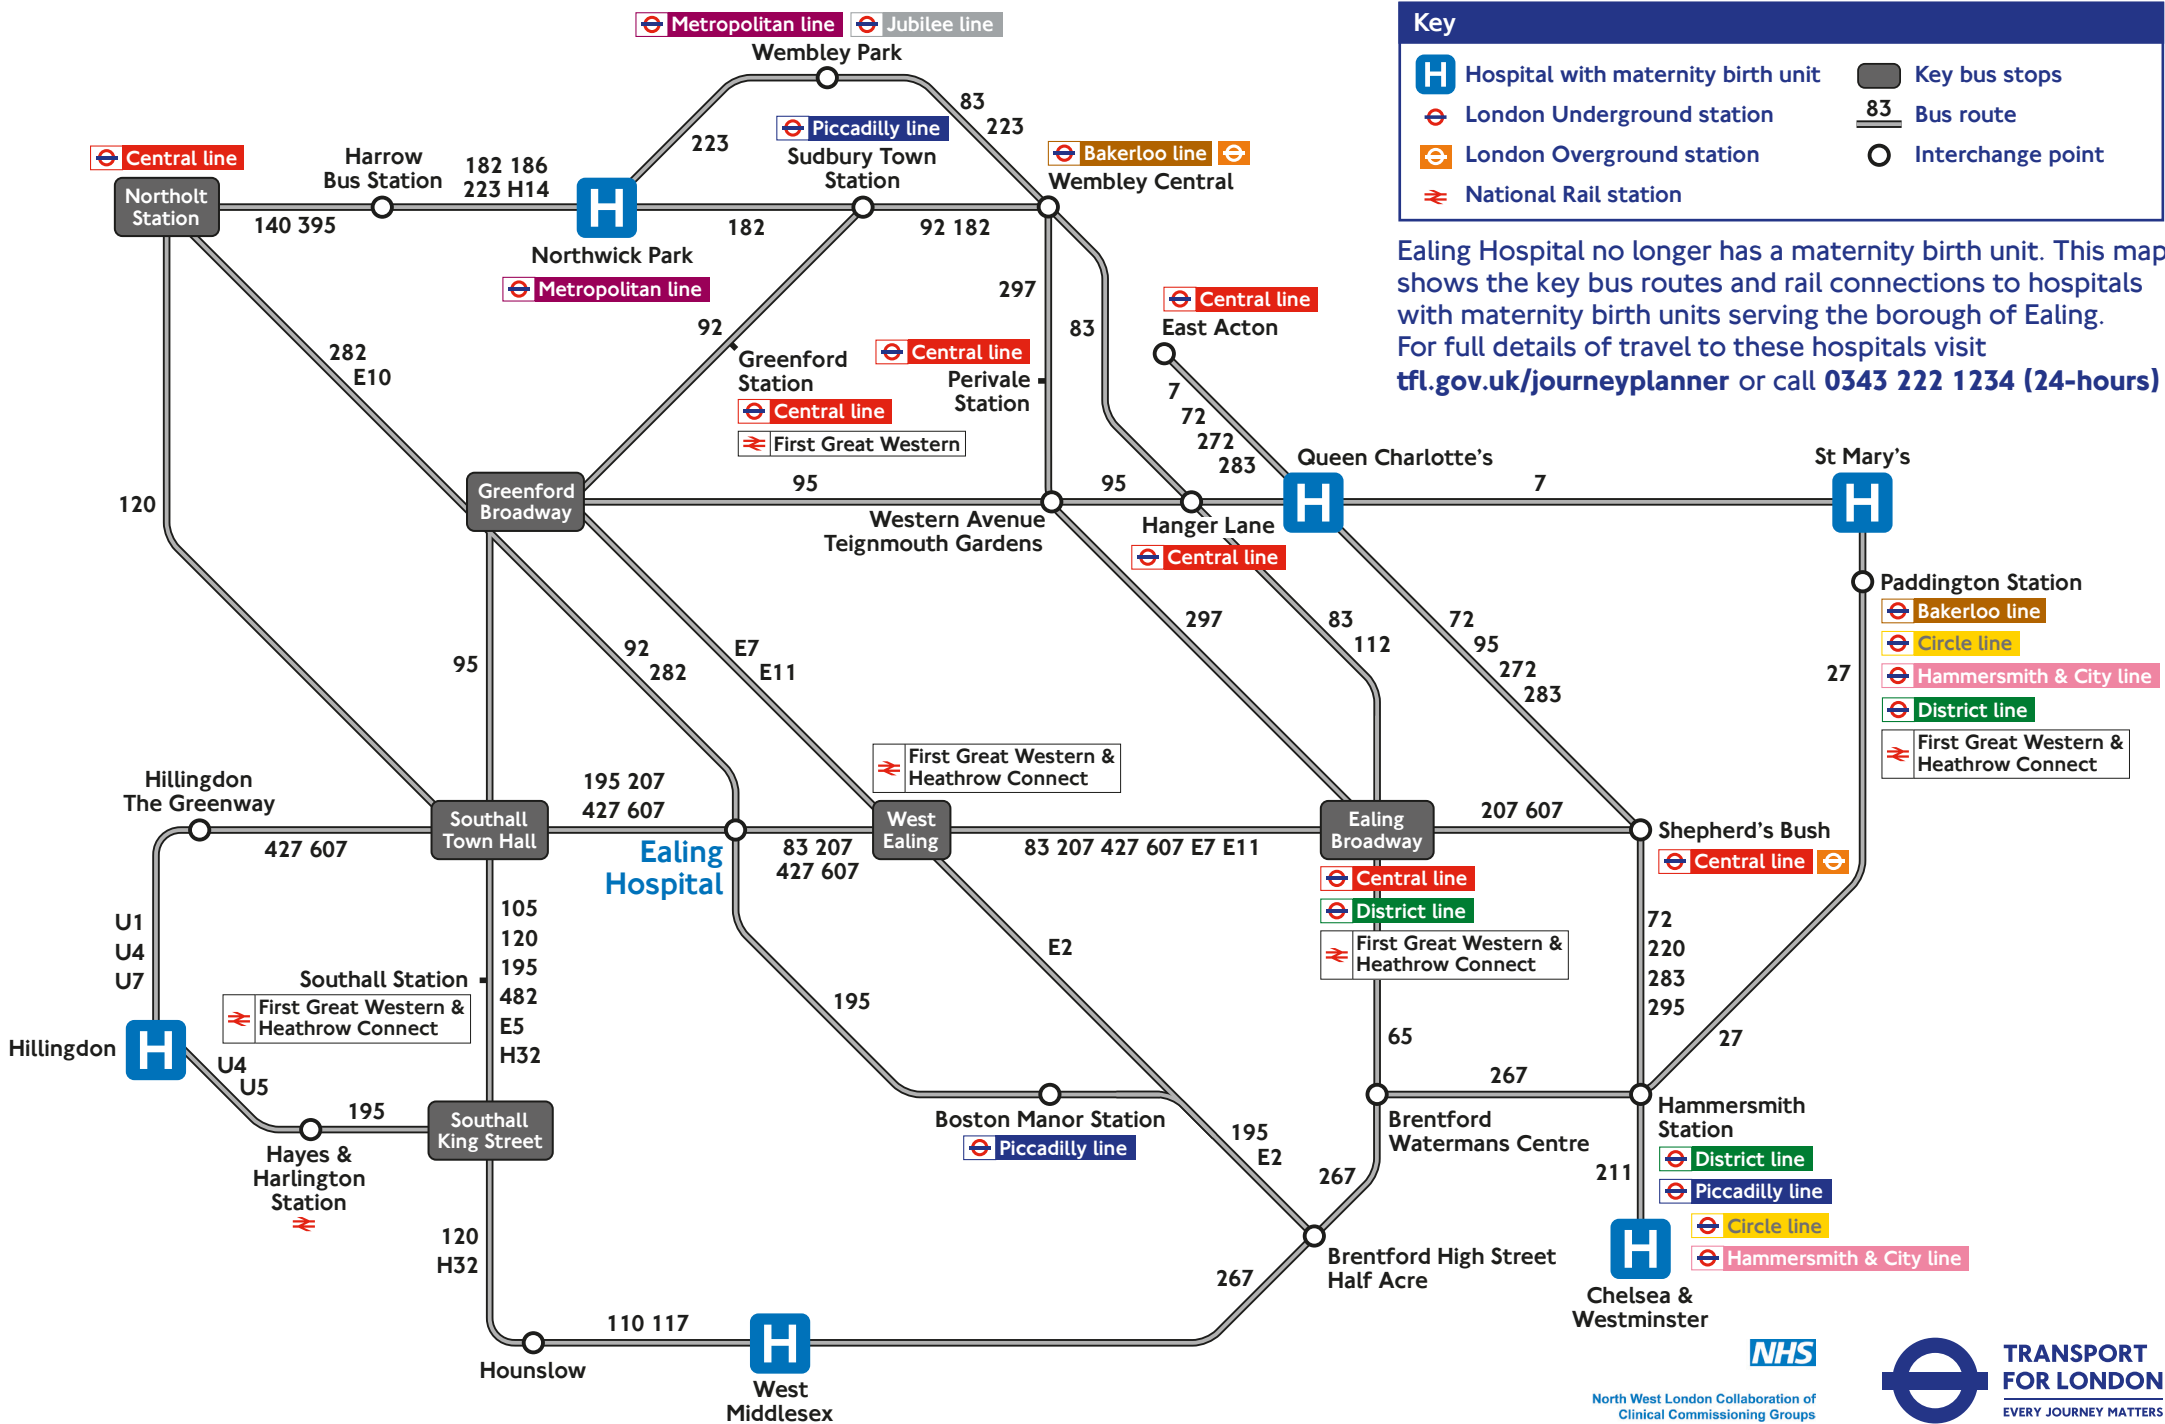 Metropolitan line
Jubilee line
Wembley Park
83
223
223
Piccadilly line
Sudbury Town
Station
Bakerloo line
Wembley Central
Central line
Northolt
Station
Harrow
Bus Station
182 186
223 H14
140 395
H
Northwick Park
Metropolitan line
182
92 182
Key
H
Hospital with maternity birth unit
London Underground station
London Overground station
National Rail station
Key bus stops
83
Bus route
Interchange point
Ealing Hospital no longer has a maternity birth unit. This map
shows the key bus routes and rail connections to hospitals
with maternity birth units serving the borough of Ealing.
For full details of travel to these hospitals visit
tfl.gov.uk/journeyplanner or call 0343 222 1234 (24-hours)
297
83
Central line
East Acton
7
72
272
283
92
Greenford
Station
Central line
First Great Western
Central line
Perivale
Station
282
E10
120
Greenford
Broadway
95
95
Western Avenue
Teignmouth Gardens
Hanger Lane
Central line
Queen Charlotte's
H
7
St Mary's
H
Paddington Station
Bakerloo line
Circle line
Hammersmith & City line
District line
First Great Western &
Heathrow Connect
27
95
92
282
E7
E11
297
83
112
72
95
272
283
Hillingdon
The Greenway
427 607
Southall
Town Hall
195 207
427 607
Ealing
Hospital
83 207
427 607
First Great Western &
Heathrow Connect
West
Ealing
83 207 427 607 E7 E11
Ealing
Broadway
Central line
District line
First Great Western &
Heathrow Connect
207 607
Shepherd's Bush
Central line
U1
U4
U7
H
Hillingdon
U4
U5
Southall Station
First Great Western &
Heathrow Connect
105
120
195
482
E5
H32
195
Hayes &
Harlington
Station
Southall
King Street
195
E2
65
72
220
283
295
27
Boston Manor Station
Piccadilly line
195
E2
267
Brentford
Watermans Centre
267
Hammersmith
Station
District line
Piccadilly line
Circle line
Hammersmith & City line
211
H
Chelsea &
Westminster
120
H32
Hounslow
110 117
H
West
Middlesex
267
Brentford High Street
Half Acre
NHS
North West London Collaboration of
Clinical Commissioning Groups
TRANSPORT
FOR LONDON
EVERY JOURNEY MATTERS